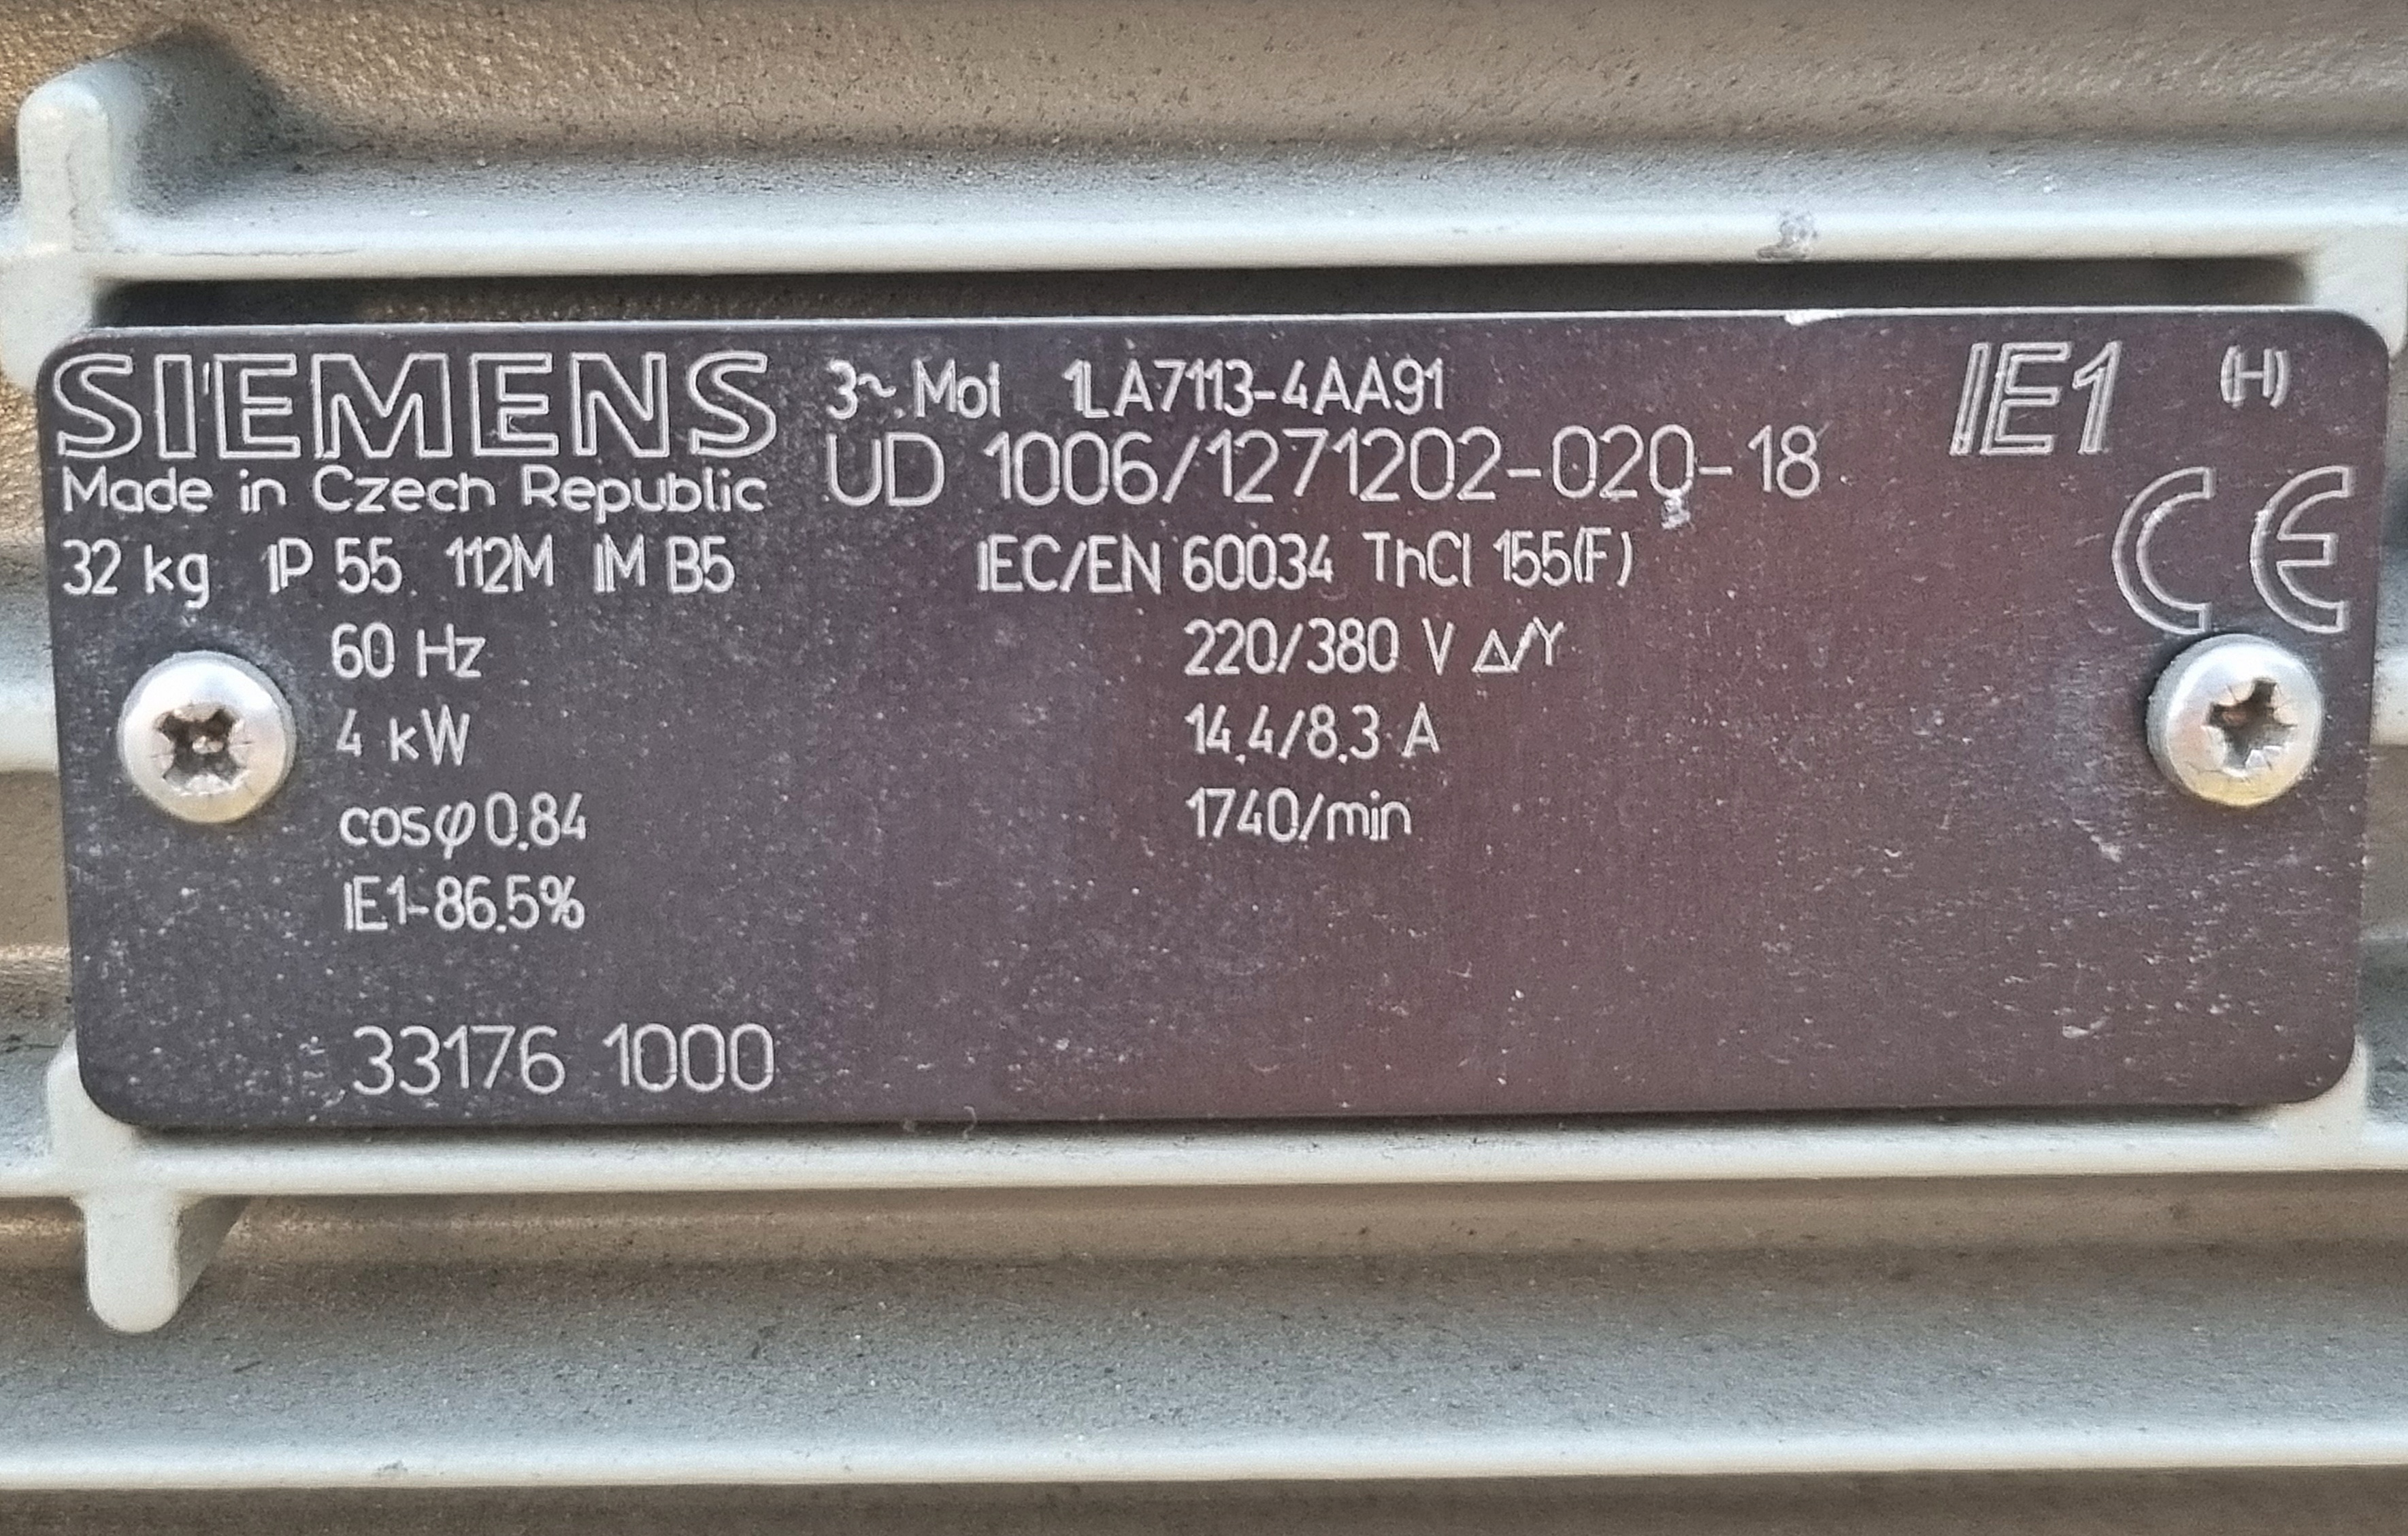 SIEMENS 3~ Mot 1LA7113-4AA91 IE1 (H)
Made in Czech Republic UD 1006/1271202-020-18 CE
32 kg IP 55 112M IM B5 IEC/EN 60034 ThCl 155(F)
60 Hz 220/380 V Δ/Y
4 kW 14.4/8.3 A
cosφ 0.84 1740/min
IE1-86.5%
33176 1000